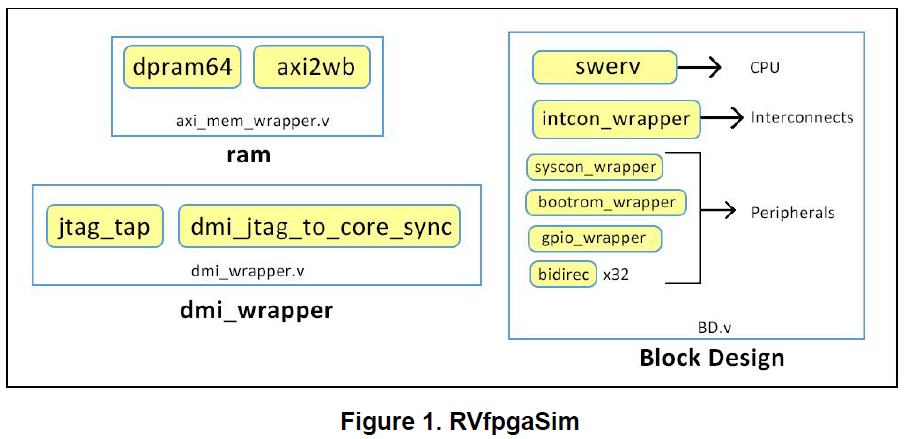 dpram64 axi2wb
axi_mem_wrapper.v
ram
jtag_tap dmi_jtag_to_core_sync
dmi_wrapper.v
dmi_wrapper
swerv CPU
intcon_wrapper Interconnects
syscon_wrapper
bootrom_wrapper
gpio_wrapper
Peripherals
bidirec x32
BD.v
Block Design
Figure 1. RVfpgaSim